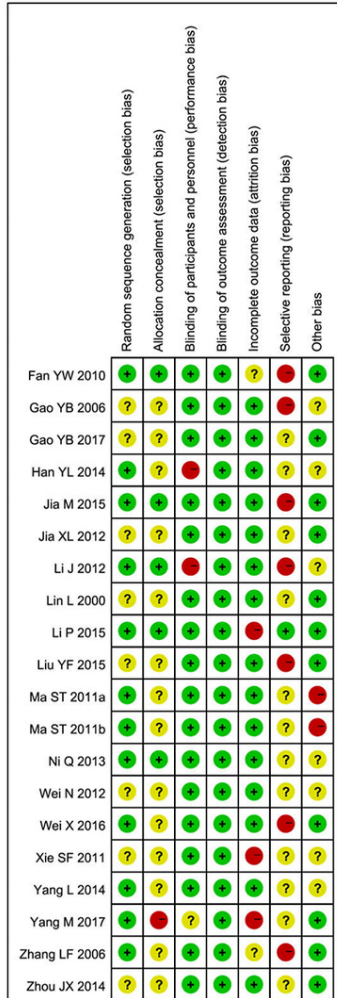 Random sequence generation (selection bias)
Allocation concealment (selection bias)
Blinding of participants and personnel (performance bias)
Blinding of outcome assessment (detection bias)
Incomplete outcome data (attrition bias)
Selective reporting (reporting bias)
Other bias
Fan YW 2010 + + + + ? - +
Gao YB 2006 ? ? + + + - ?
Gao YB 2017 ? ? + + + ? +
Han YL 2014 + ? - + + ? ?
Jia M 2015 + + + + + - +
Jia XL 2012 ? ? + + + ? +
Li J 2012 + + - + + - ?
Lin L 2000 ? ? + + + ? +
Li P 2015 + + + + - + +
Liu YF 2015 ? ? + + + - +
Ma ST 2011a + ? + + + ? -
Ma ST 2011b + ? + + + ? -
Ni Q 2013 + + + + + ? ?
Wei N 2012 ? ? + + + ? ?
Wei X 2016 + ? + + + - +
Xie SF 2011 ? ? + + - ? ?
Yang L 2014 + ? + + + ? ?
Yang M 2017 + - ? + - ? +
Zhang LF 2006 + ? + + ? - +
Zhou JX 2014 ? ? + + + ? +